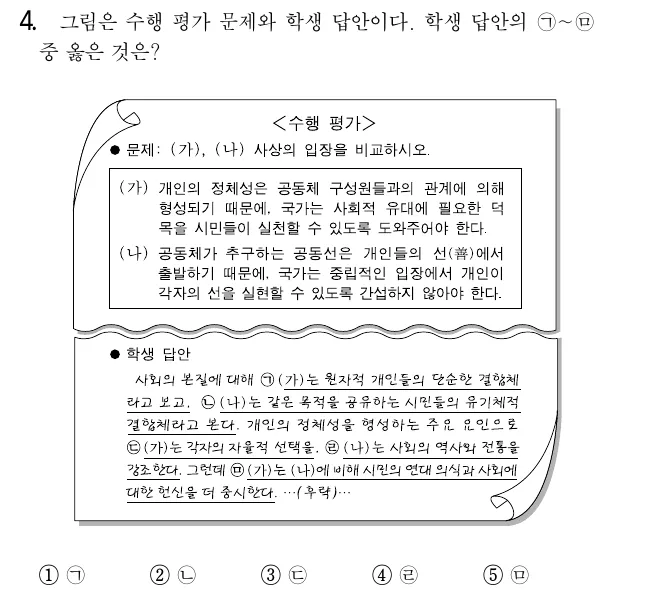 4. 그림은 수행 평가 문제와 학생 답안이다. 학생 답안의 ㉠~㉤
중 옳은 것은?
<수행 평가>
● 문제: (가), (나) 사상의 입장을 비교하시오.
(가) 개인의 정체성은 공동체 구성원들과의 관계에 의해
형성되기 때문에, 국가는 사회적 유대에 필요한 덕
목을 시민들이 실천할 수 있도록 도와주어야 한다.
(나) 공동체가 추구하는 공동선은 개인들의 선(善)에서
출발하기 때문에, 국가는 중립적인 입장에서 개인이
각자의 선을 실현할 수 있도록 간섭하지 않아야 한다.
● 학생 답안
사회의 본질에 대해 ㉠(가)는 원자적 개인들의 단순한 결합체
라고 보고, ㉡(나)는 같은 목적을 공유하는 시민들의 유기체적
결합체라고 본다. 개인의 정체성을 형성하는 주요 요인으로
㉢(가)는 각자의 자율적 선택을, ㉣(나)는 사회의 역사와 전통을
강조한다. 그런데 ㉤(가)는 (나)에 비해 시민의 연대 의식과 사회에
대한 헌신을 더 중시한다. …(후략)…
① ㉠ ② ㉡ ③ ㉢ ④ ㉣ ⑤ ㉤